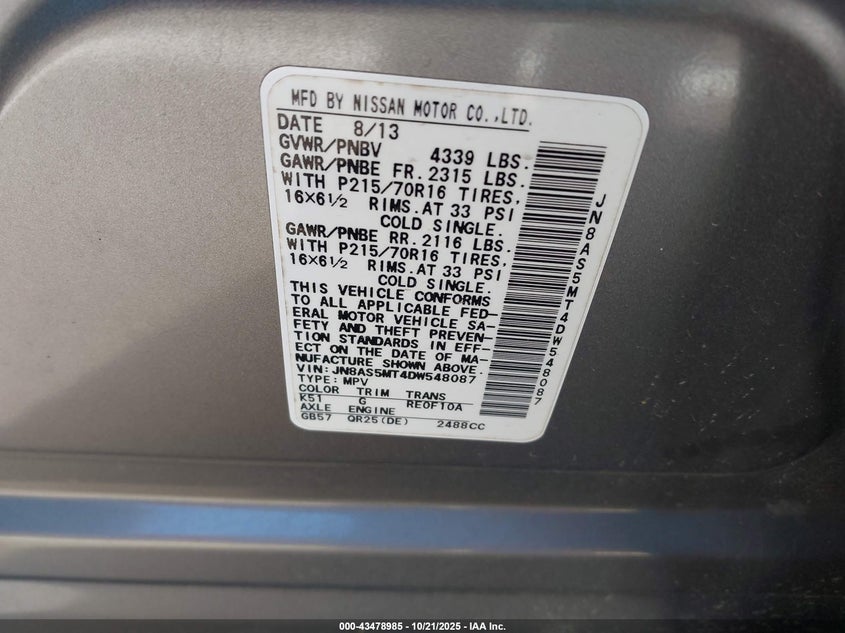 MFD BY NISSAN MOTOR CO.,LTD.
DATE 8/13
GVWR/PNBV 4339 LBS.
GAWR/PNBE FR. 2315 LBS.
WITH P215/70R16 TIRES,
16×6½ RIMS. AT 33 PSI
COLD SINGLE.
GAWR/PNBE RR. 2116 LBS.
WITH P215/70R16 TIRES,
16×6½ RIMS. AT 33 PSI
COLD SINGLE.
THIS VEHICLE CONFORMS
TO ALL APPLICABLE FED-
ERAL MOTOR VEHICLE SA-
FETY AND THEFT PREVEN-
TION STANDARDS IN EFF-
ECT ON THE DATE OF MA-
NUFACTURE SHOWN ABOVE.
VIN: JN8AS5MT4DW548087
TYPE: MPV
COLOR TRIM TRANS
K51 G RE0F10A
AXLE ENGINE
GB57 QR25(DE) 2488CC
JN8AS5MT4DW548087
000-43478985 - 10/21/2025 - IAA Inc.